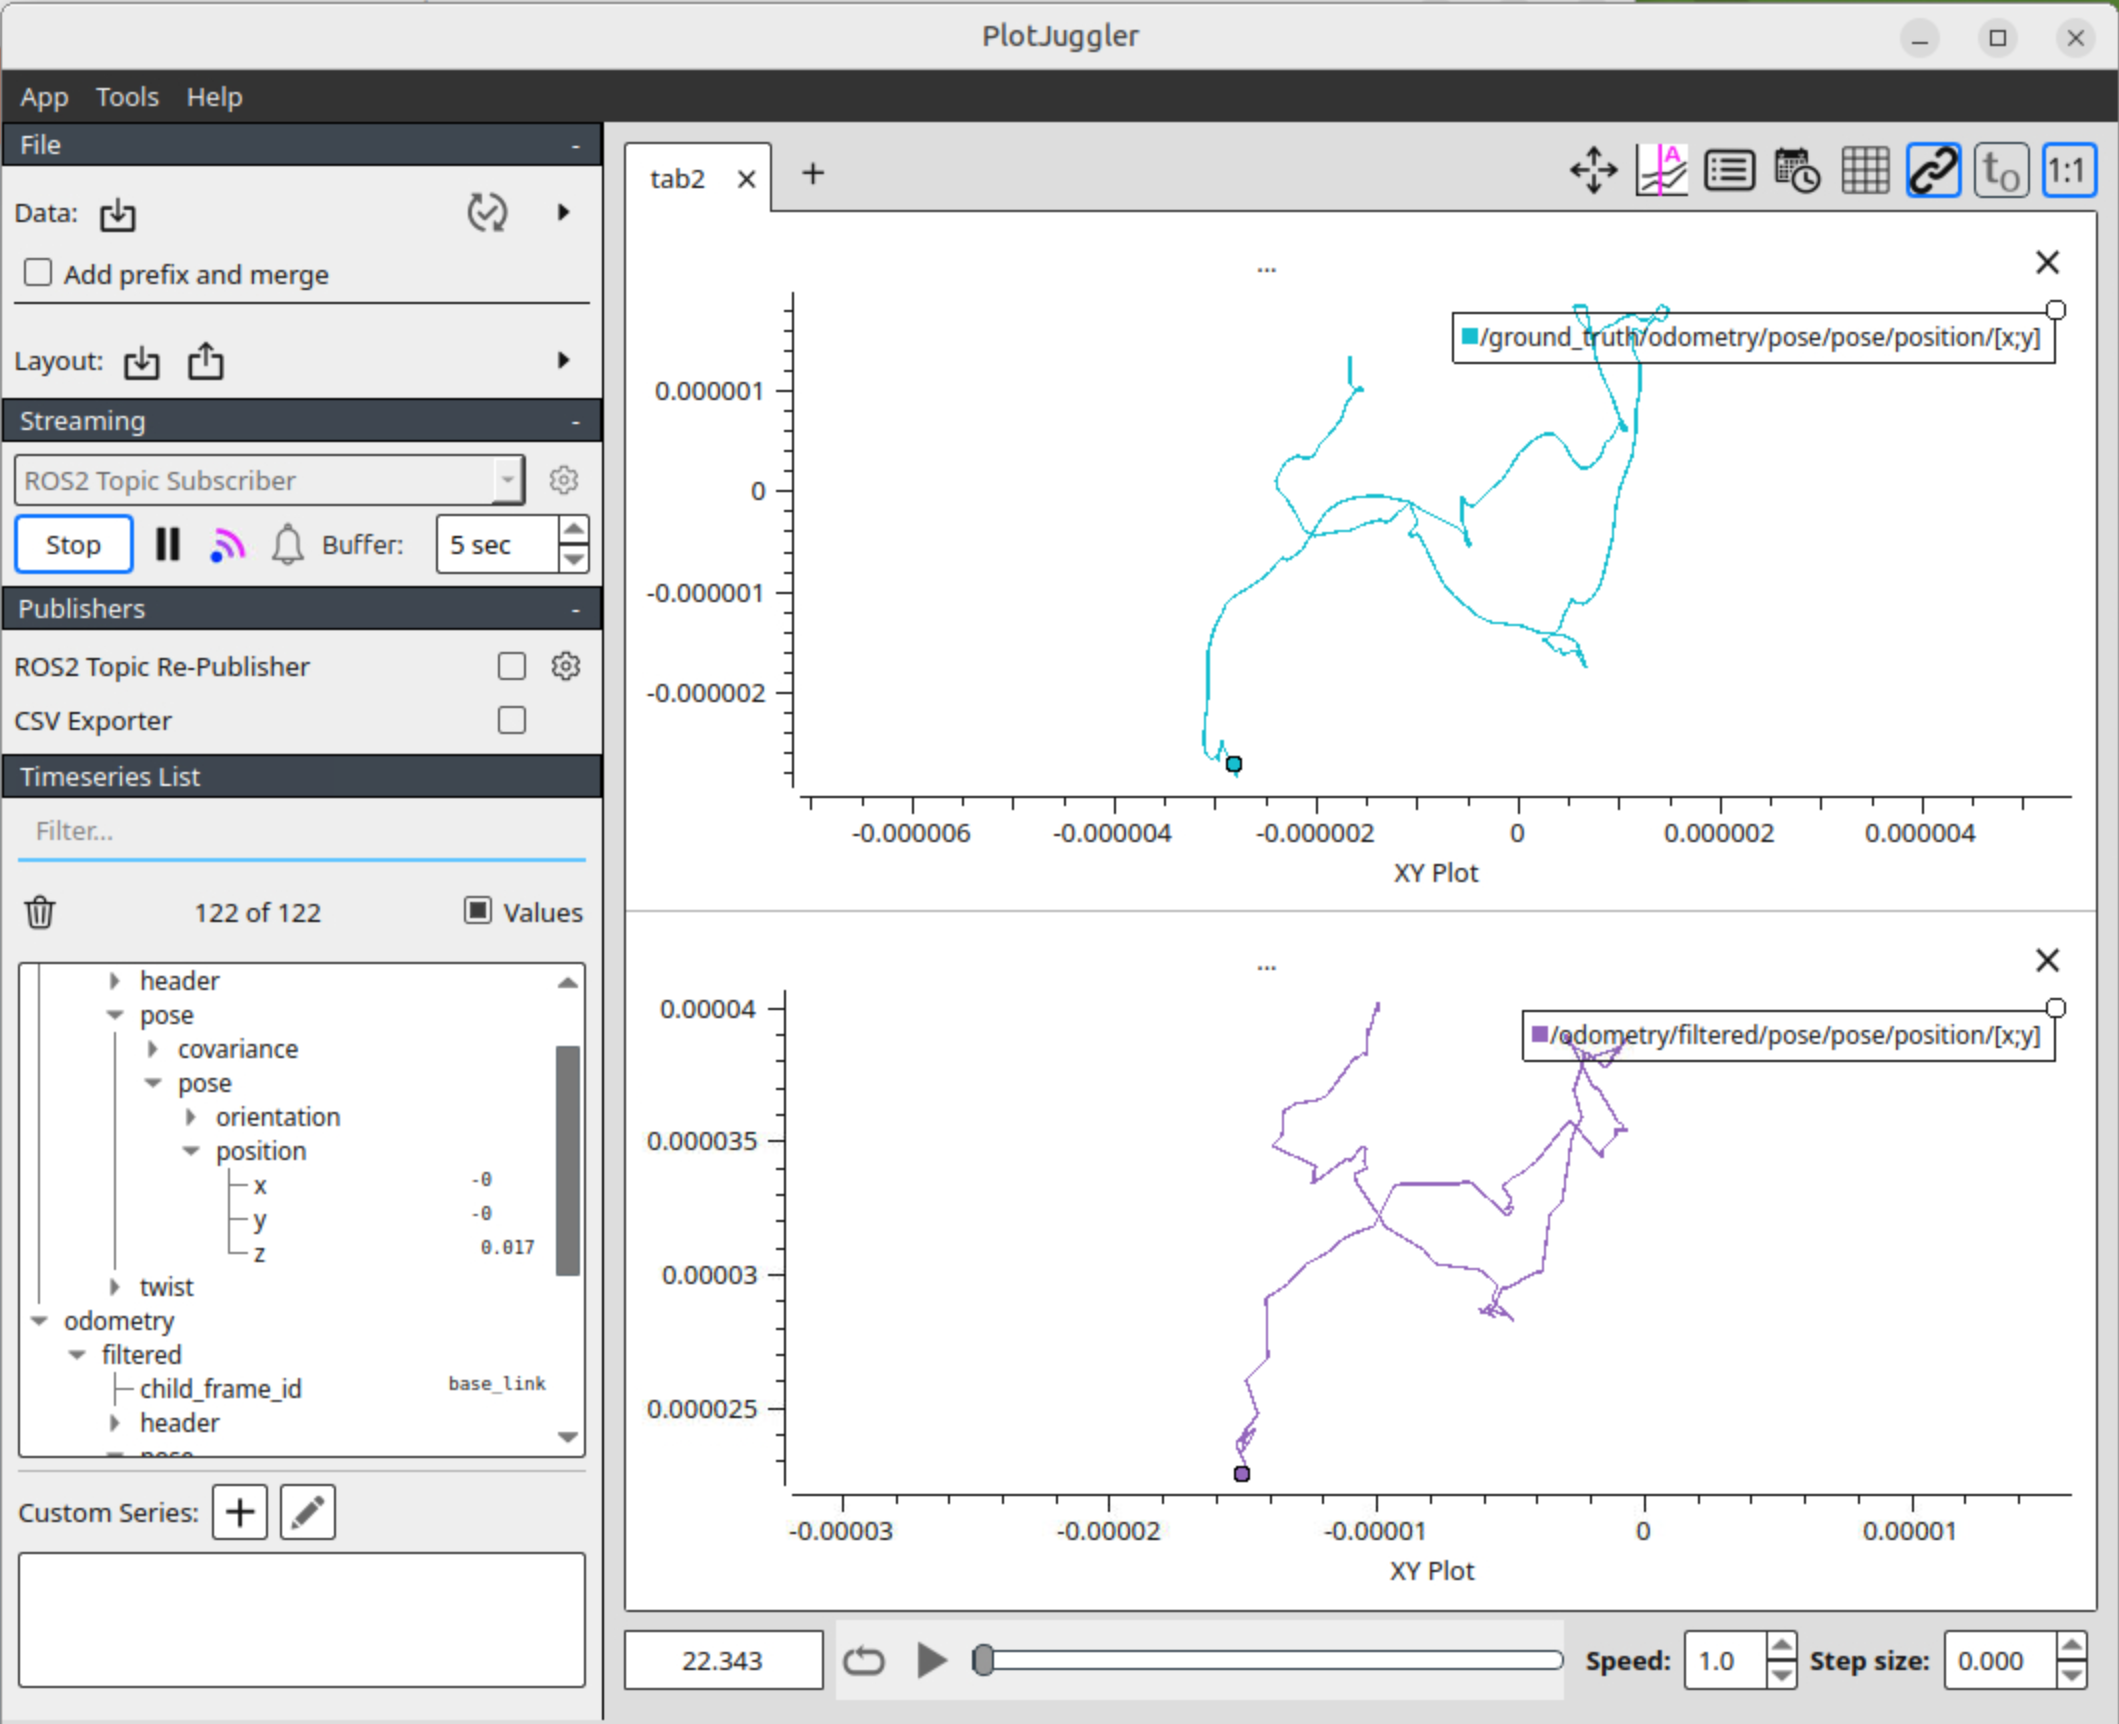 PlotJuggler
App Tools Help
File -
Data:
Add prefix and merge
Layout:
Streaming -
ROS2 Topic Subscriber
Stop Buffer: 5 sec
Publishers -
ROS2 Topic Re-Publisher
CSV Exporter
Timeseries List
Filter...
122 of 122 Values
header
pose
covariance
pose
orientation
position
x -0
y -0
z 0.017
twist
odometry
filtered
child_frame_id base_link
header
pose
Custom Series:
tab2
A
t0
1:1
...
/ground_truth/odometry/pose/pose/position/[x;y]
0.000001
0
-0.000001
-0.000002
-0.000006 -0.000004 -0.000002 0 0.000002 0.000004
XY Plot
...
/odometry/filtered/pose/pose/position/[x;y]
0.00004
0.000035
0.00003
0.000025
-0.00003 -0.00002 -0.00001 0 0.00001
XY Plot
22.343 Speed: 1.0 Step size: 0.000